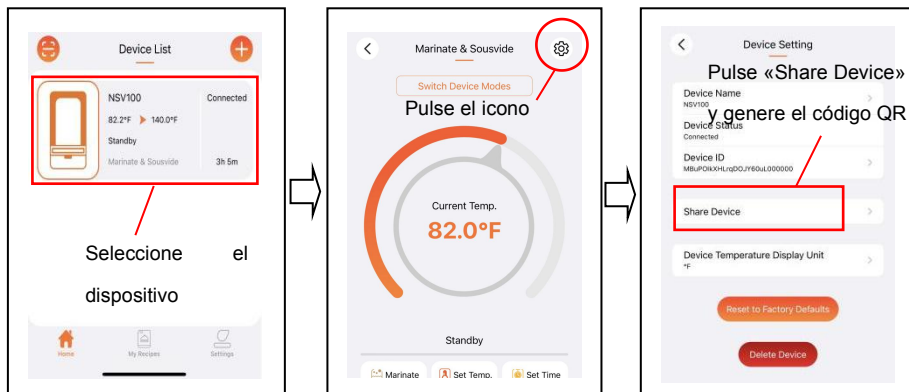 Device List
NSV100
Connected
82.2°F 140.0°F
Standby
Marinate & Sousvide
3h 5m
Seleccione el
dispositivo
Home
My Recipes
Settings
Marinate & Sousvide
Switch Device Modes
Pulse el icono
Current Temp.
82.0°F
Standby
Marinate
Set Temp.
Set Time
Device Setting
Pulse «Share Device»
y genere el código QR
Device Name
NSV100
Device Status
Connected
Device ID
Share Device
Device Temperature Display Unit
°F
Reset to Factory Defaults
Delete Device